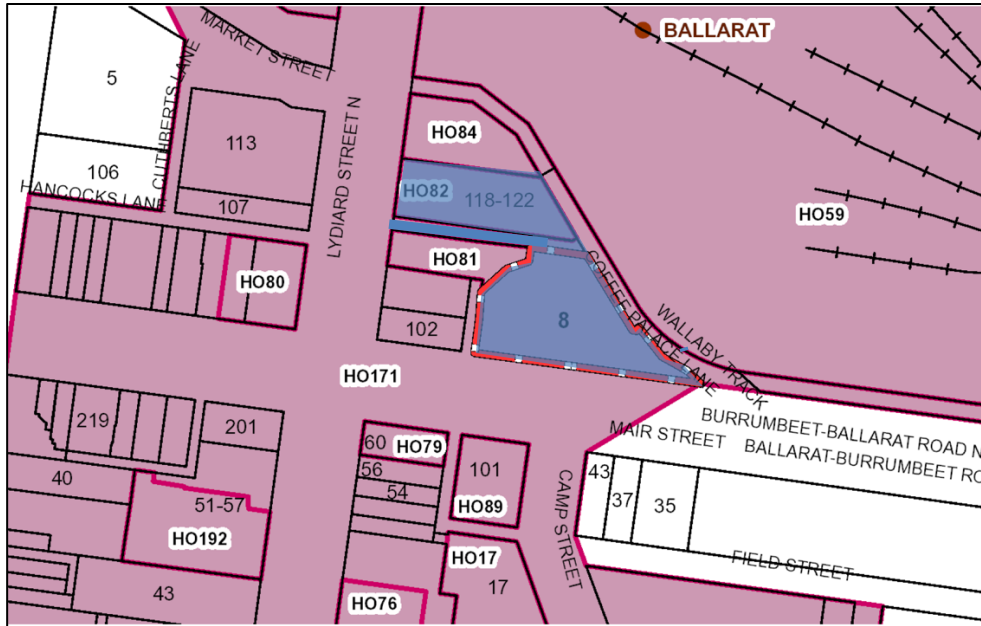 BALLARAT
MARKET STREET
5
CUTHBERTS LANE
113
LYDIARD STREET N
HO84
106
HANCOCKS LANE
107
HO82
118-122
HO59
HO81
HO80
COFFEE PALACE LANE
WALLABY TRACK
8
102
HO171
219
201
60
HO79
56
54
101
HO89
BURRUMBEET-BALLARAT ROAD N
MAIR STREET
BALLARAT-BURRUMBEET RO
43
37
35
40
51-57
HO192
CAMP STREET
FIELD STREET
HO17
17
43
HO76